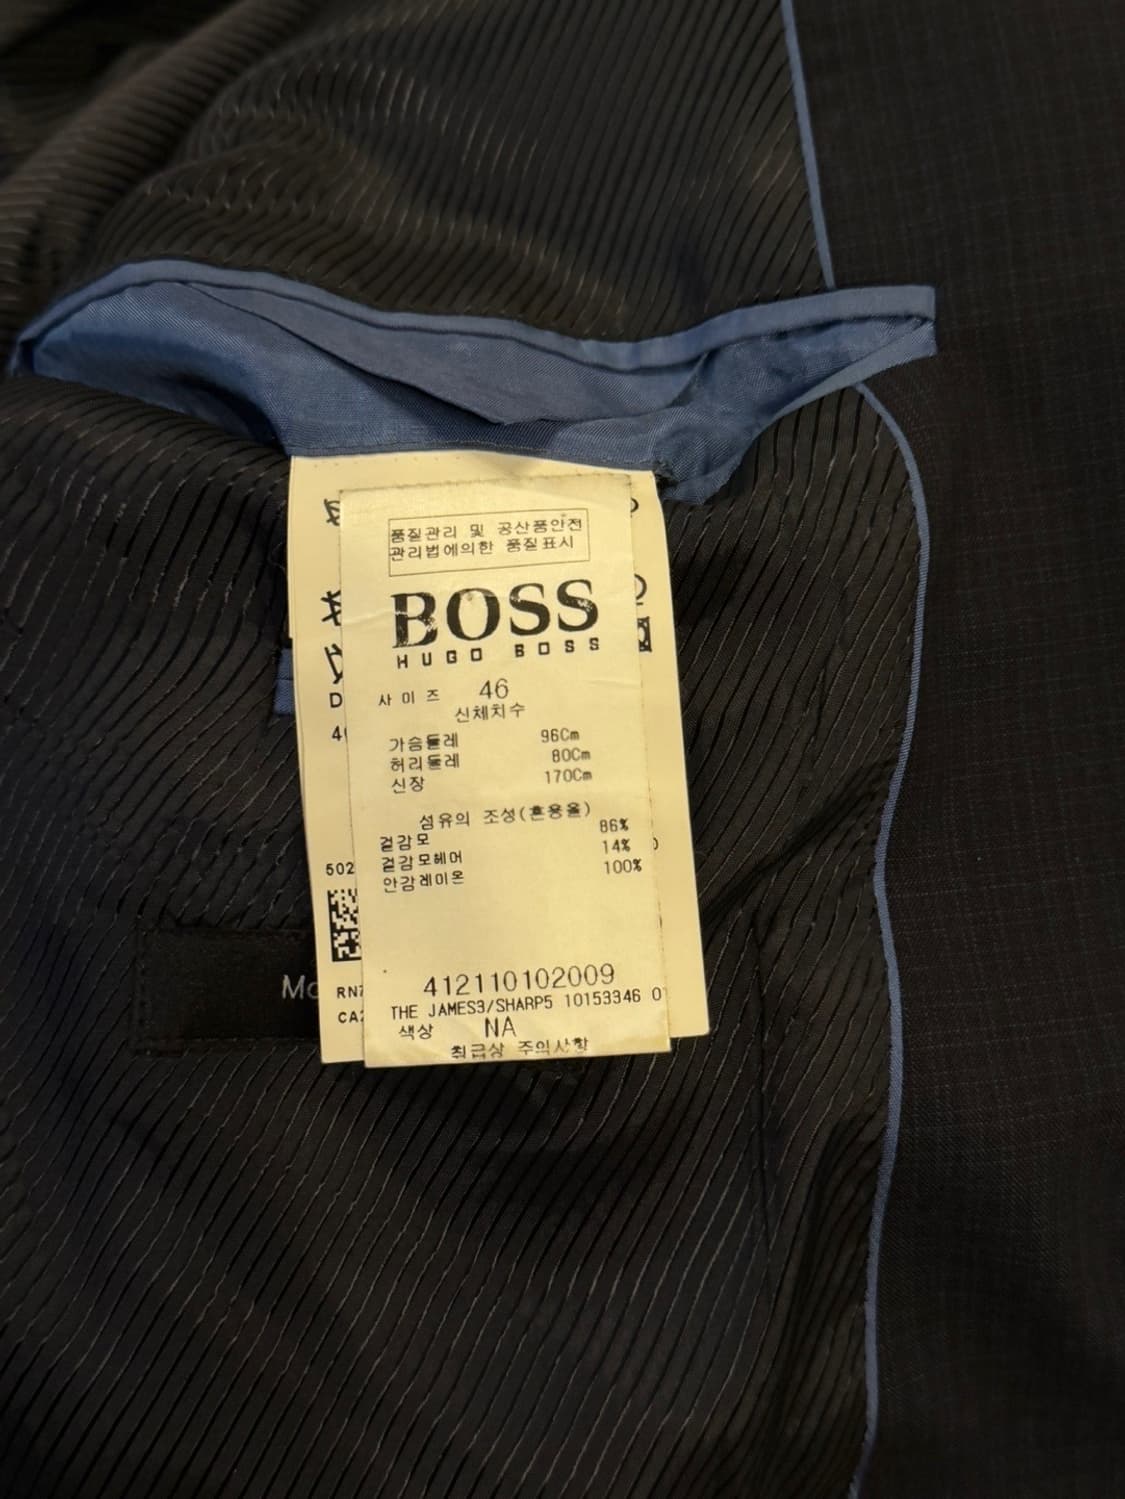 품질관리 및 공산품안전
관리법에의한 품질표시
BOSS
HUGO BOSS
사이즈 46
신체치수
가슴둘레 96Cm
허리둘레 80Cm
신장 170Cm
섬유의 조성(혼용율)
겉감모 86%
겉감모헤어 14%
안감레이온 100%
412110102009
THE JAMES3/SHARP5 10153346 0
색상 NA
취급상 주의사항
D
502
RN
CA